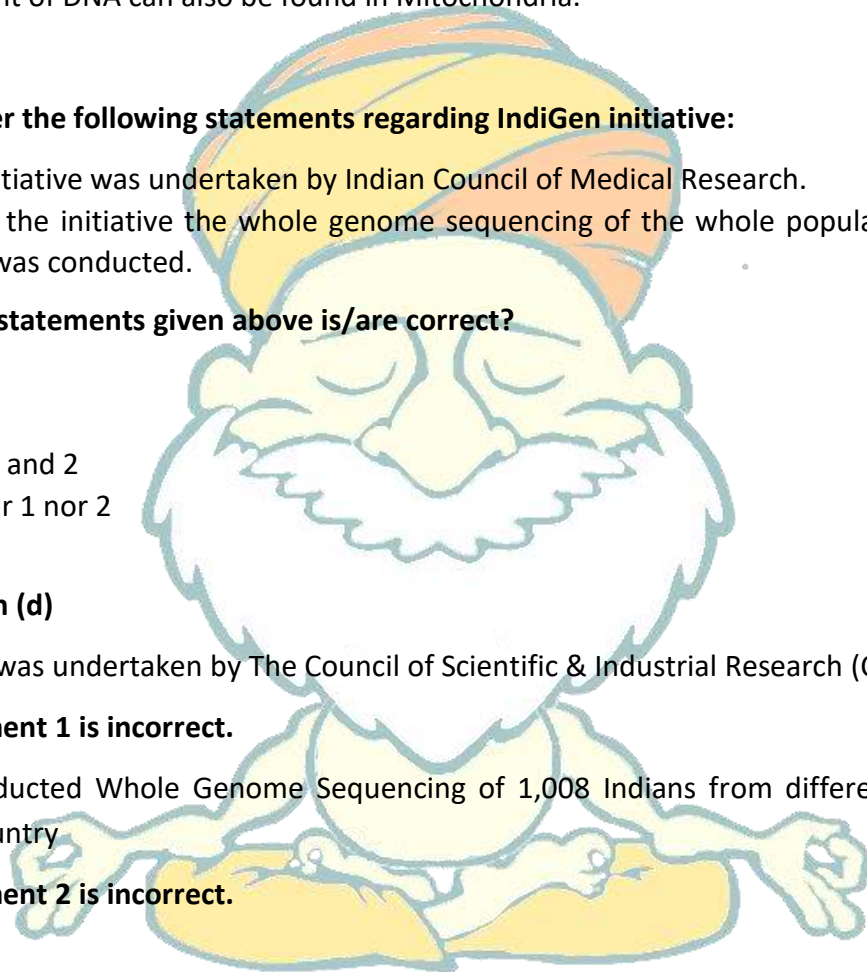 nt of DNA can also be found in Mitochondria.
er the following statements regarding IndiGen initiative:
itiative was undertaken by Indian Council of Medical Research.
the initiative the whole genome sequencing of the whole popula
was conducted.
statements given above is/are correct?
and 2
r 1 nor 2
n (d)
was undertaken by The Council of Scientific & Industrial Research (C
ent 1 is incorrect.
ducted Whole Genome Sequencing of 1,008 Indians from differe
untry
ent 2 is incorrect.